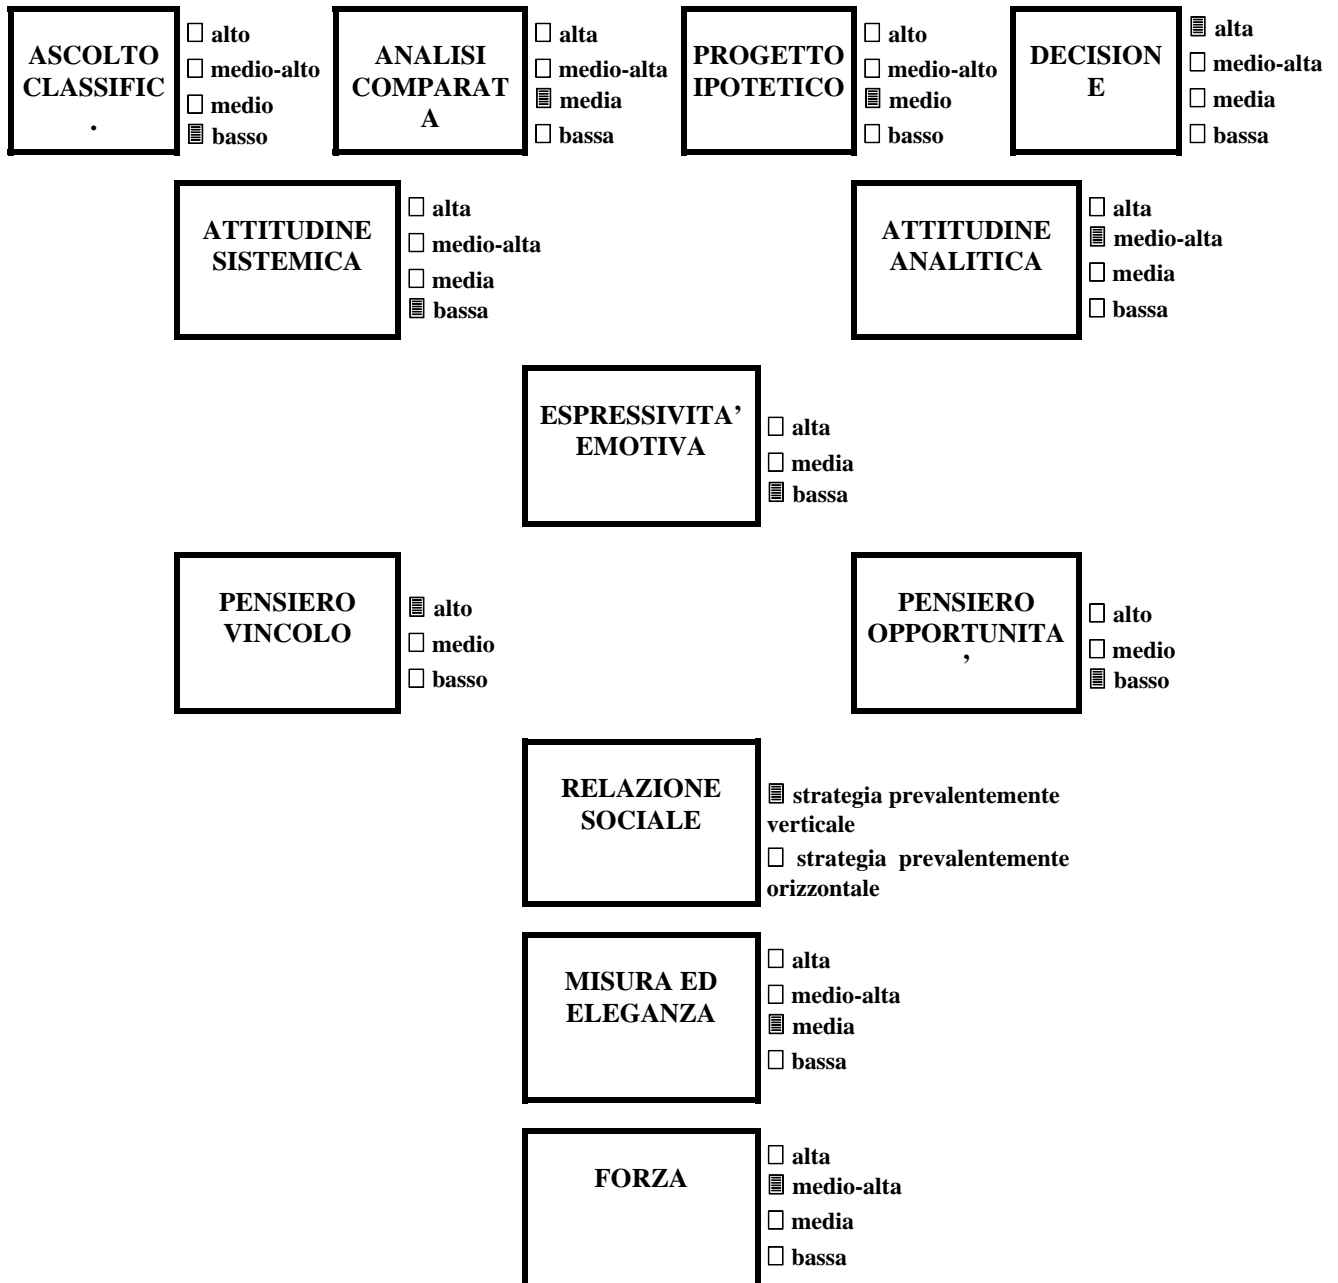 ASCOLTO
CLASSIFIC
.
□ alto
□ medio-alto
□ medio
🗏 basso
ANALISI
COMPARAT
A
□ alta
□ medio-alta
🗏 media
□ bassa
PROGETTO
IPOTETICO
□ alto
□ medio-alto
🗏 medio
□ basso
DECISION
E
🗏 alta
□ medio-alta
□ media
□ bassa
ATTITUDINE
SISTEMICA
□ alta
□ medio-alta
□ media
🗏 bassa
ATTITUDINE
ANALITICA
□ alta
🗏 medio-alta
□ media
□ bassa
ESPRESSIVITA’
EMOTIVA
□ alta
□ media
🗏 bassa
PENSIERO
VINCOLO
🗏 alto
□ medio
□ basso
PENSIERO
OPPORTUNITA
’
□ alto
□ medio
🗏 basso
RELAZIONE
SOCIALE
🗏 strategia prevalentemente
verticale
□ strategia prevalentemente
orizzontale
MISURA ED
ELEGANZA
□ alta
□ medio-alta
🗏 media
□ bassa
FORZA
□ alta
🗏 medio-alta
□ media
□ bassa